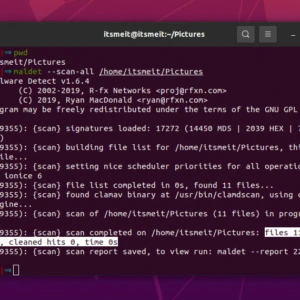 itsmeit@itsmeit:~/Pictures
pwd
smeit/Pictures
maldet --scan-all /home/itsmeit/Pictures
lware Detect v1.6.4
(C) 2002-2019, R-fx Networks <proj@rfxn.com>
(C) 2019, Ryan MacDonald <ryan@rfxn.com>
gram may be freely redistributed under the terms of the GNU GPL
9355): {scan} signatures loaded: 17272 (14450 MD5 | 2039 HEX |
9355): {scan} building file list for /home/itsmeit/Pictures, thi
ile...
9355): {scan} setting nice scheduler priorities for all operatio
ionice 6
9355): {scan} file list completed in 0s, found 11 files...
9355): {scan} found clamav binary at /usr/bin/clamdscan, using c
gine...
9355): {scan} scan of /home/itsmeit/Pictures (11 files) in progr
9355): {scan} scan completed on /home/itsmeit/Pictures: files 11
, cleaned hits 0, time 0s
9355): {scan} scan report saved, to view run: maldet --report 22